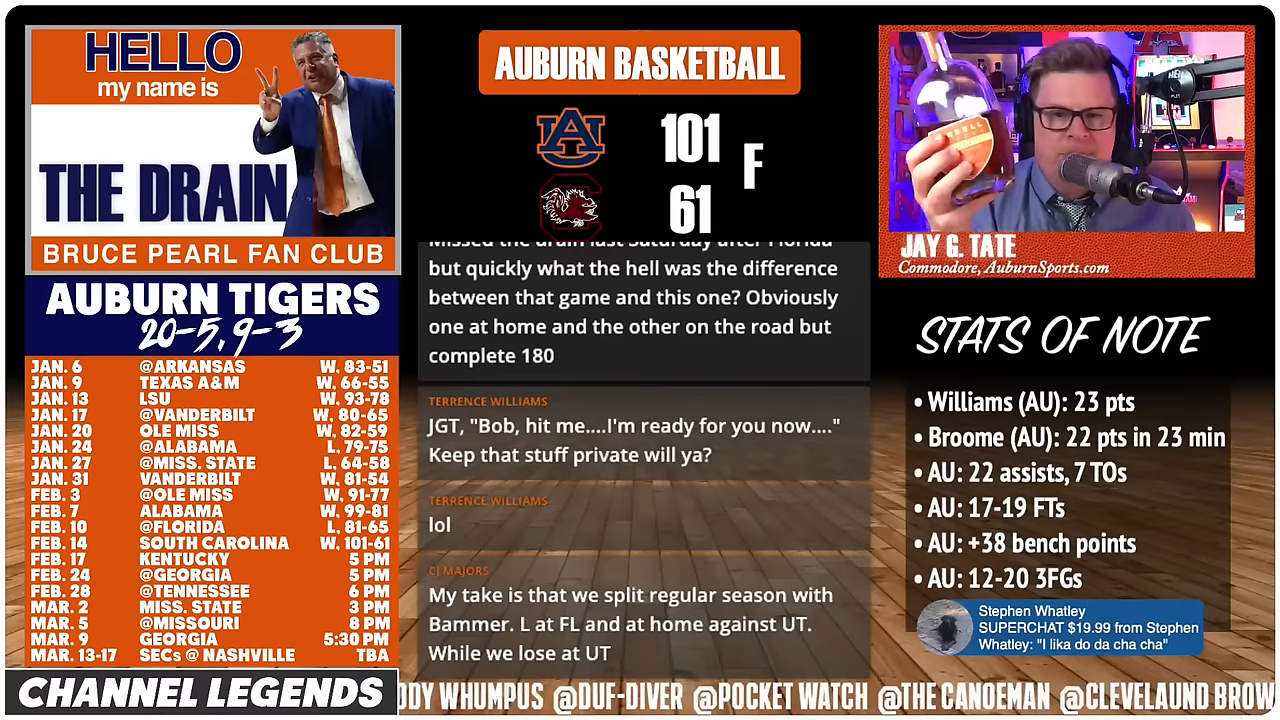 HELLO
my name is
THE DRAIN
BRUCE PEARL FAN CLUB
AUBURN TIGERS
20-5, 9-3
JAN. 6 @ARKANSAS W, 83-51
JAN. 9 TEXAS A&M W, 66-55
JAN. 13 LSU W, 93-78
JAN. 17 @VANDERBILT W, 80-65
JAN. 20 OLE MISS W, 82-59
JAN. 24 @ALABAMA L, 79-75
JAN. 27 @MISS. STATE L, 64-58
JAN. 31 VANDERBILT W, 81-54
FEB. 3 @OLE MISS W, 91-77
FEB. 7 ALABAMA W, 99-81
FEB. 10 @FLORIDA L, 81-65
FEB. 14 SOUTH CAROLINA W, 101-61
FEB. 17 KENTUCKY 5 PM
FEB. 24 @GEORGIA 5 PM
FEB. 28 @TENNESSEE 6 PM
MAR. 2 MISS. STATE 3 PM
MAR. 5 @MISSOURI 8 PM
MAR. 9 GEORGIA 5:30 PM
MAR. 13-17 SECs @ NASHVILLE TBA
AUBURN BASKETBALL
AU 101
F
C 61
Missed the drain last Saturday after Florida
but quickly what the hell was the difference
between that game and this one? Obviously
one at home and the other on the road but
complete 180
TERRENCE WILLIAMS
JGT, "Bob, hit me....I'm ready for you now...."
Keep that stuff private will ya?
TERRENCE WILLIAMS
lol
CJ MAJORS
My take is that we split regular season with
Bammer. L at FL and at home against UT.
While we lose at UT
JAY G. TATE
Commodore, AuburnSports.com
STATS OF NOTE
• Williams (AU): 23 pts
• Broome (AU): 22 pts in 23 min
• AU: 22 assists, 7 TOs
• AU: 17-19 FTs
• AU: +38 bench points
• AU: 12-20 3FGs
Stephen Whatley
SUPERCHAT $19.99 from Stephen
Whatley: "I lika do da cha cha"
CHANNEL LEGENDS
ODY WHUMPUS @DUF-DIVER @POCKET WATCH @THE CANOEMAN @CLEVELAUND BROW